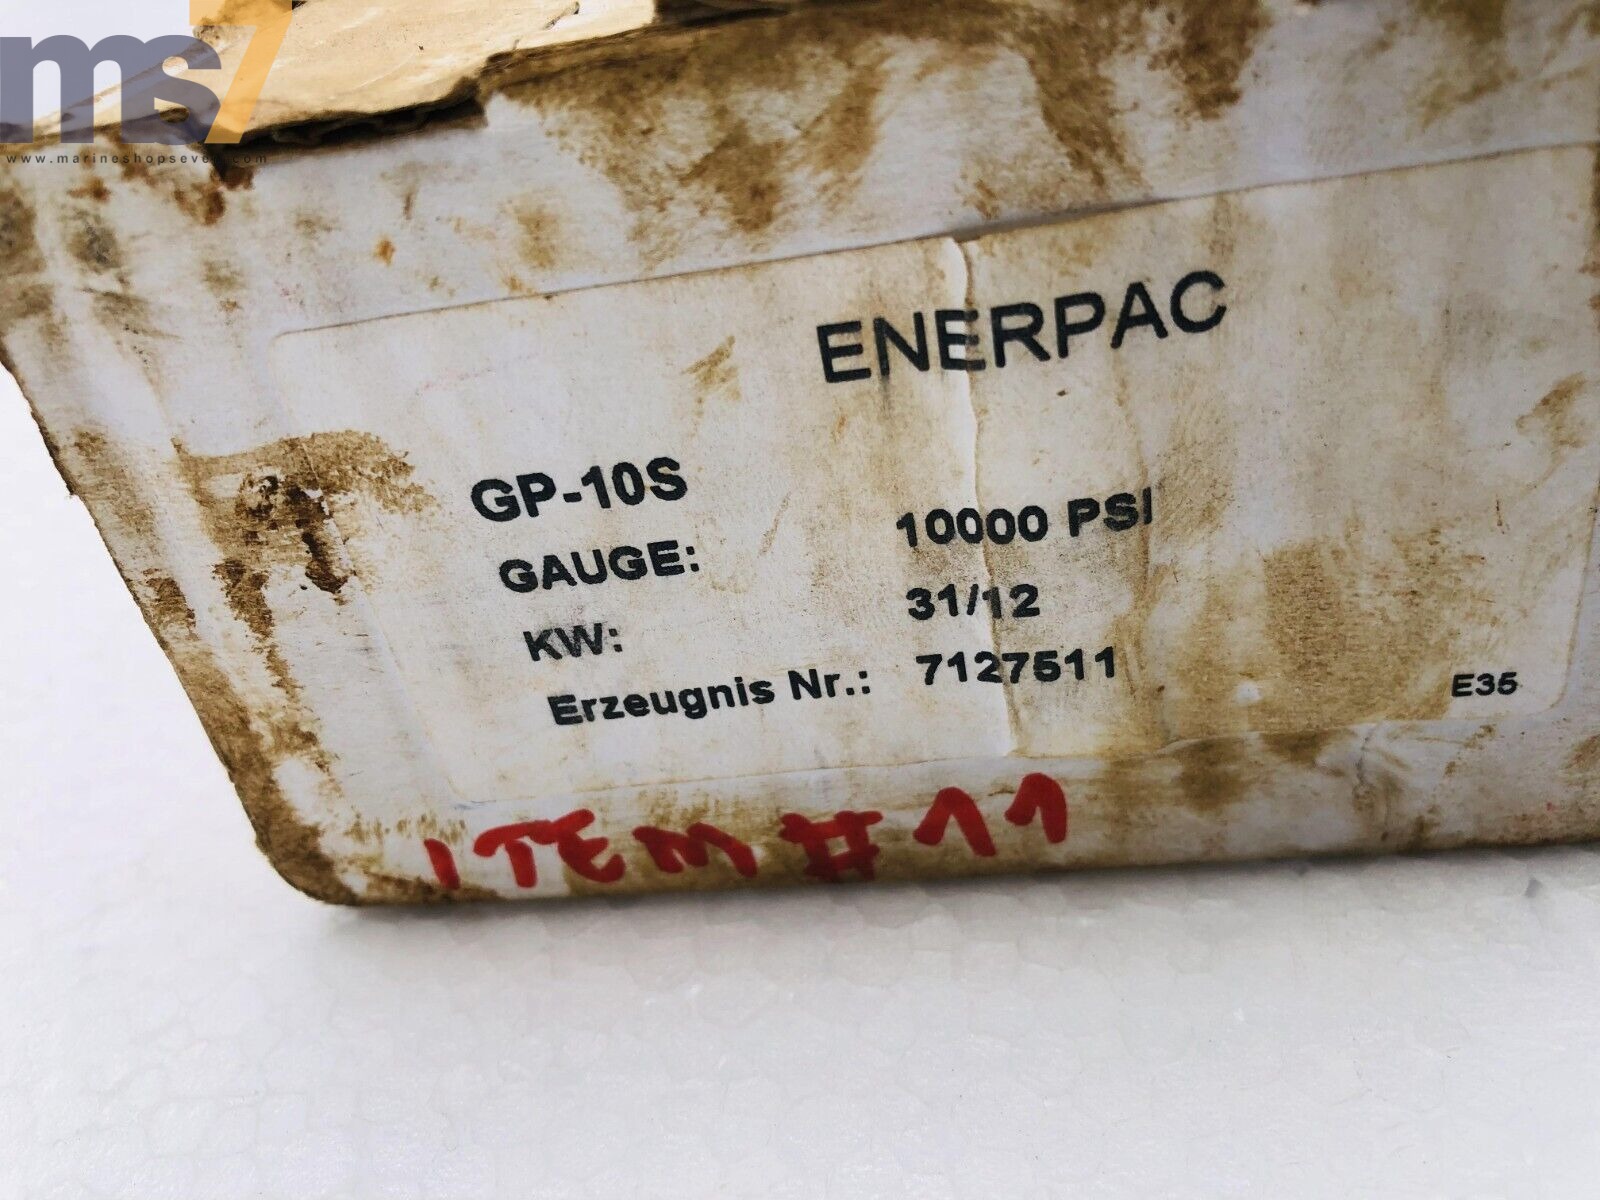 ms7
www.marineshopseven.com
ENERPAC
GP-10S
GAUGE: 10000 PSI
KW: 31/12
Erzeugnis Nr.: 7127511
E35
ITEM # 11